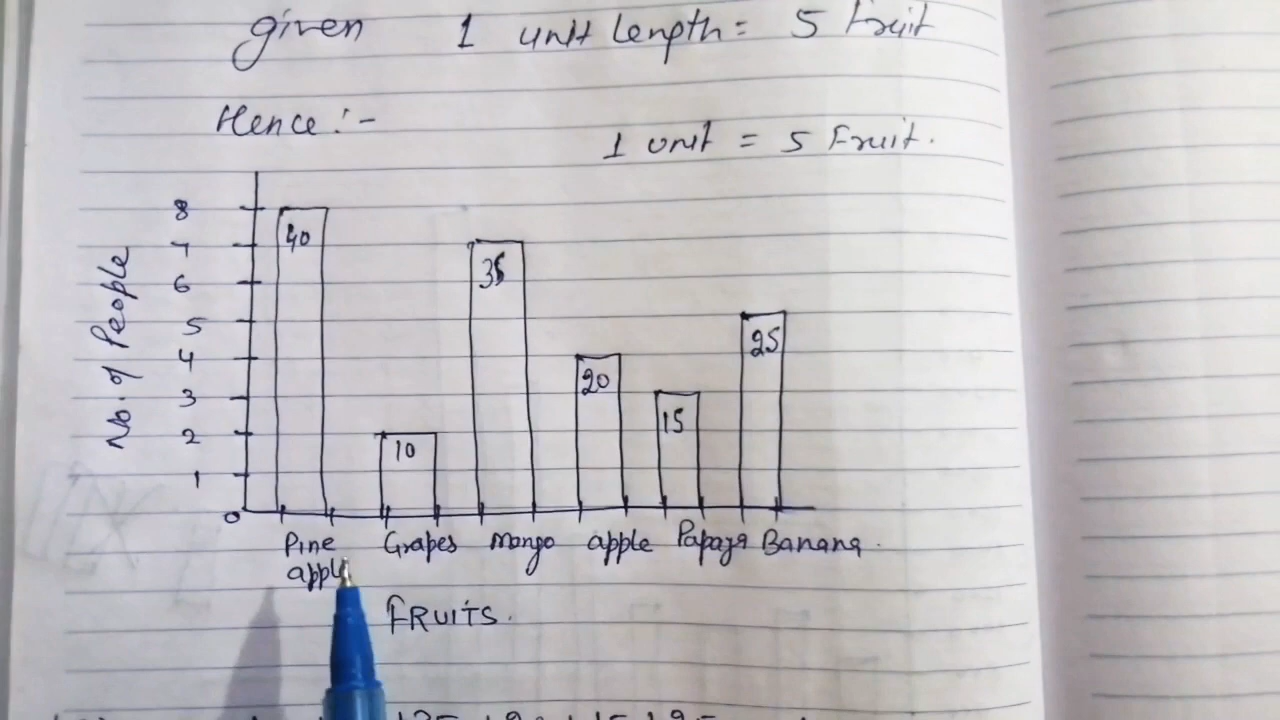 given 1 unit length = 5 Fruit
Hence :-
1 unit = 5 Fruit.
No. of People
8
7
6
5
4
3
2
1
0
40
10
35
20
15
25
Pine apple Grapes Mango apple Papaya Banana.
FRUITS.